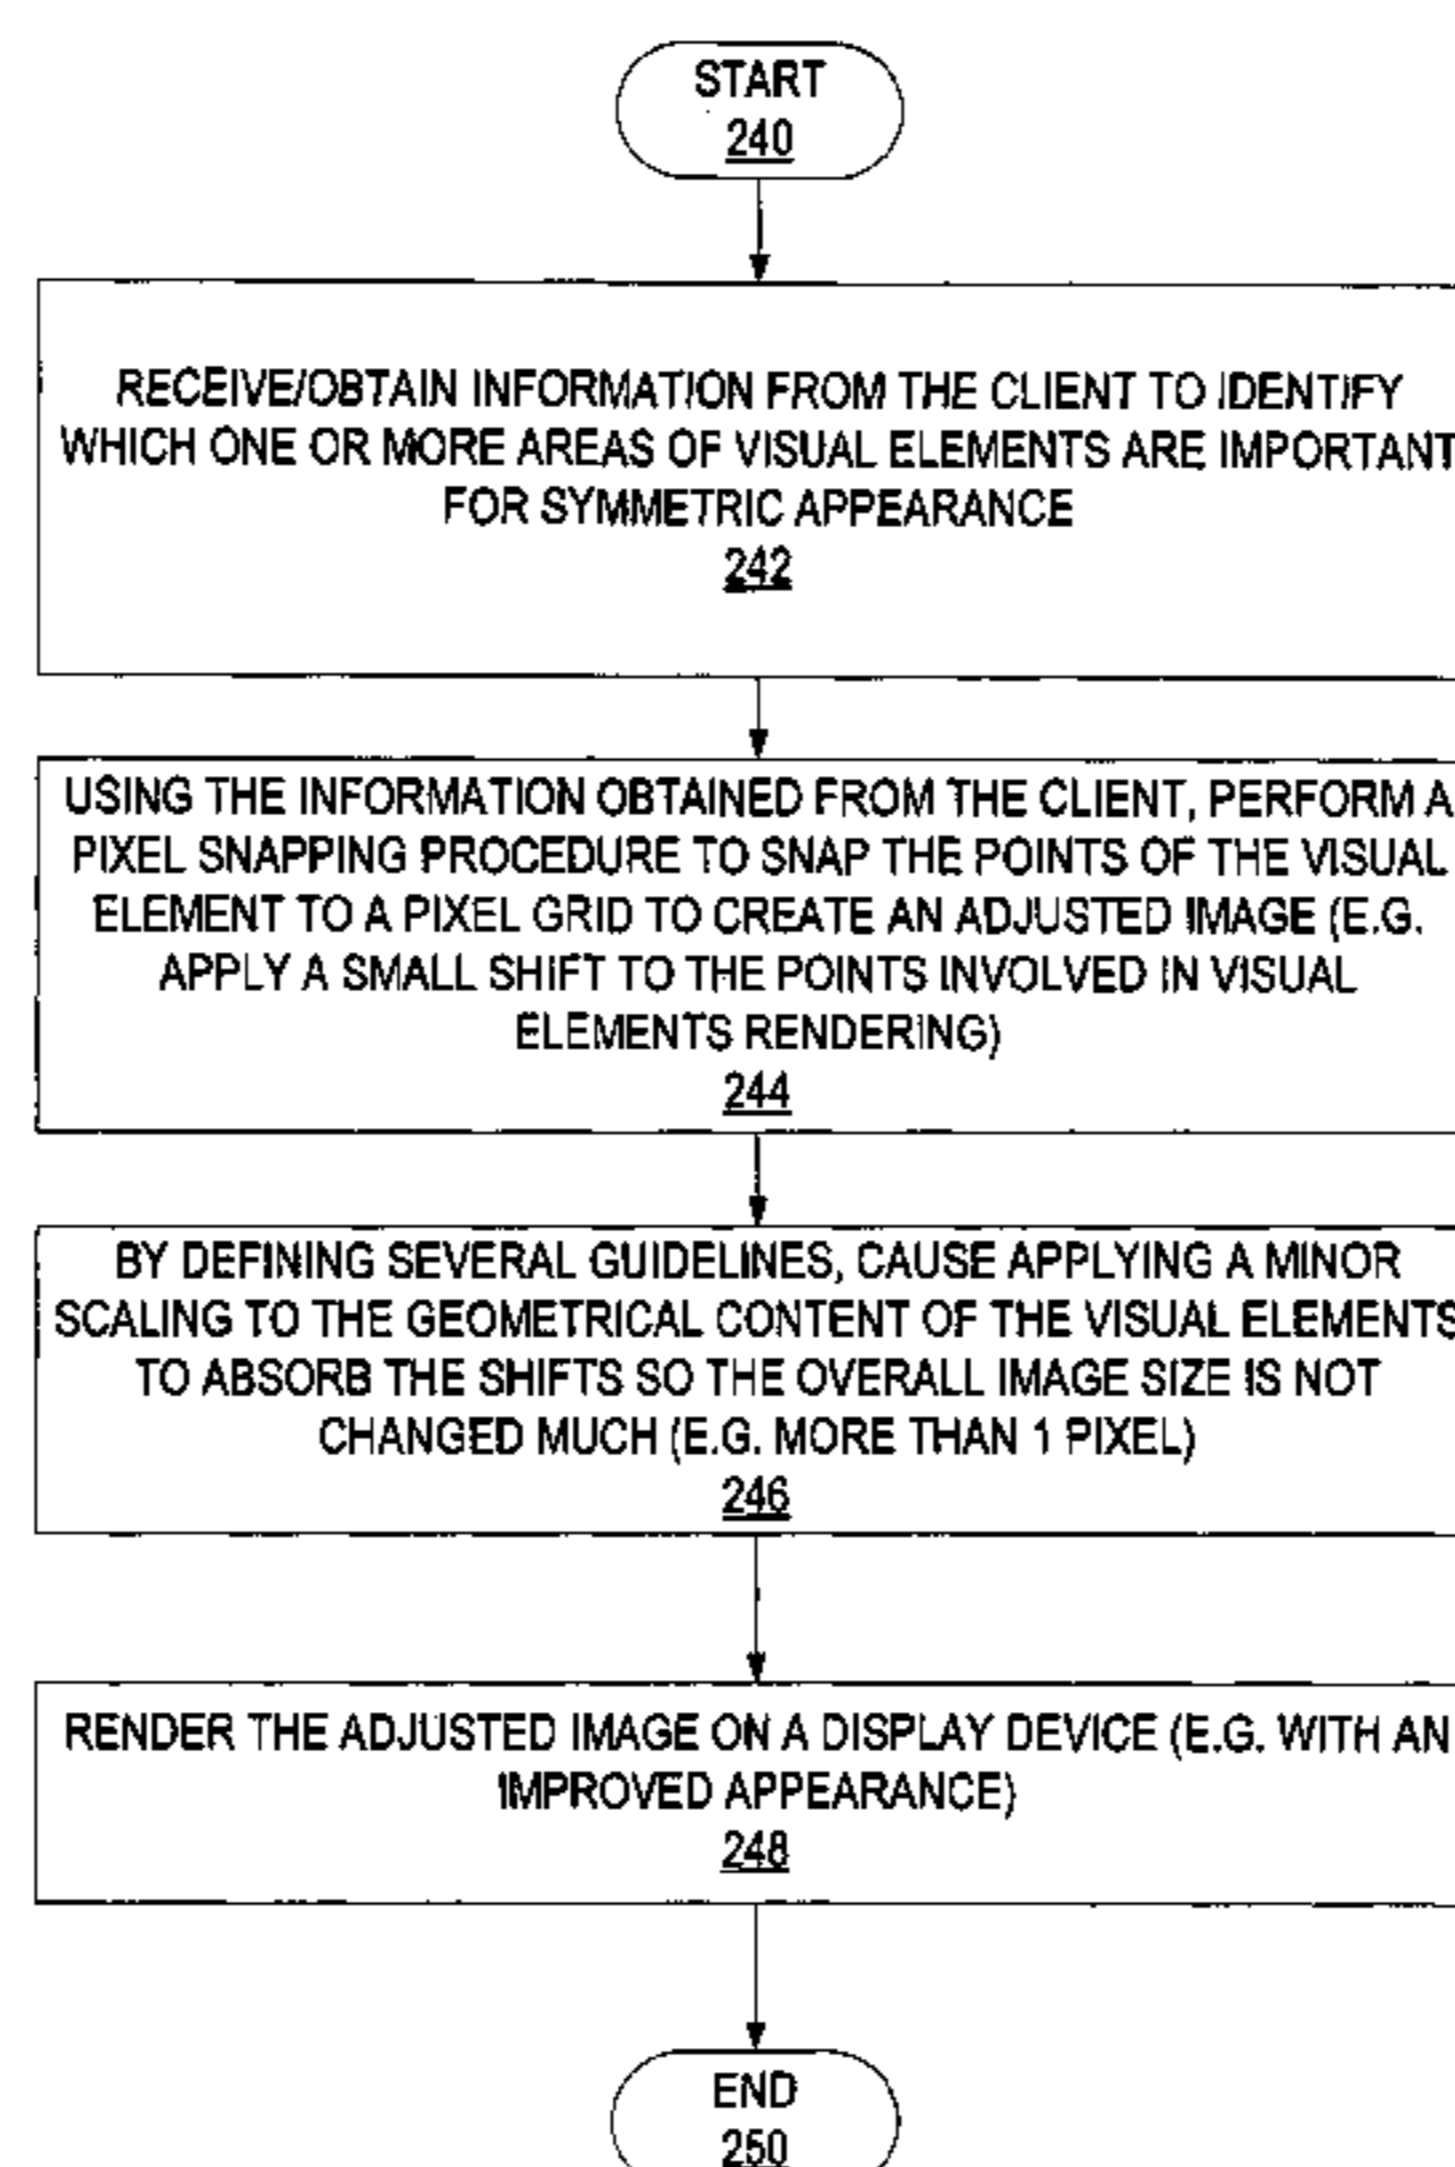 START
240
RECEIVE/OBTAIN INFORMATION FROM THE CLIENT TO IDENTIFY
WHICH ONE OR MORE AREAS OF VISUAL ELEMENTS ARE IMPORTANT
FOR SYMMETRIC APPEARANCE
242
USING THE INFORMATION OBTAINED FROM THE CLIENT, PERFORM A
PIXEL SNAPPING PROCEDURE TO SNAP THE POINTS OF THE VISUAL
ELEMENT TO A PIXEL GRID TO CREATE AN ADJUSTED IMAGE (E.G.
APPLY A SMALL SHIFT TO THE POINTS INVOLVED IN VISUAL
ELEMENTS RENDERING)
244
BY DEFINING SEVERAL GUIDELINES, CAUSE APPLYING A MINOR
SCALING TO THE GEOMETRICAL CONTENT OF THE VISUAL ELEMENTS
TO ABSORB THE SHIFTS SO THE OVERALL IMAGE SIZE IS NOT
CHANGED MUCH (E.G. MORE THAN 1 PIXEL)
246
RENDER THE ADJUSTED IMAGE ON A DISPLAY DEVICE (E.G. WITH AN
IMPROVED APPEARANCE)
248
END
250